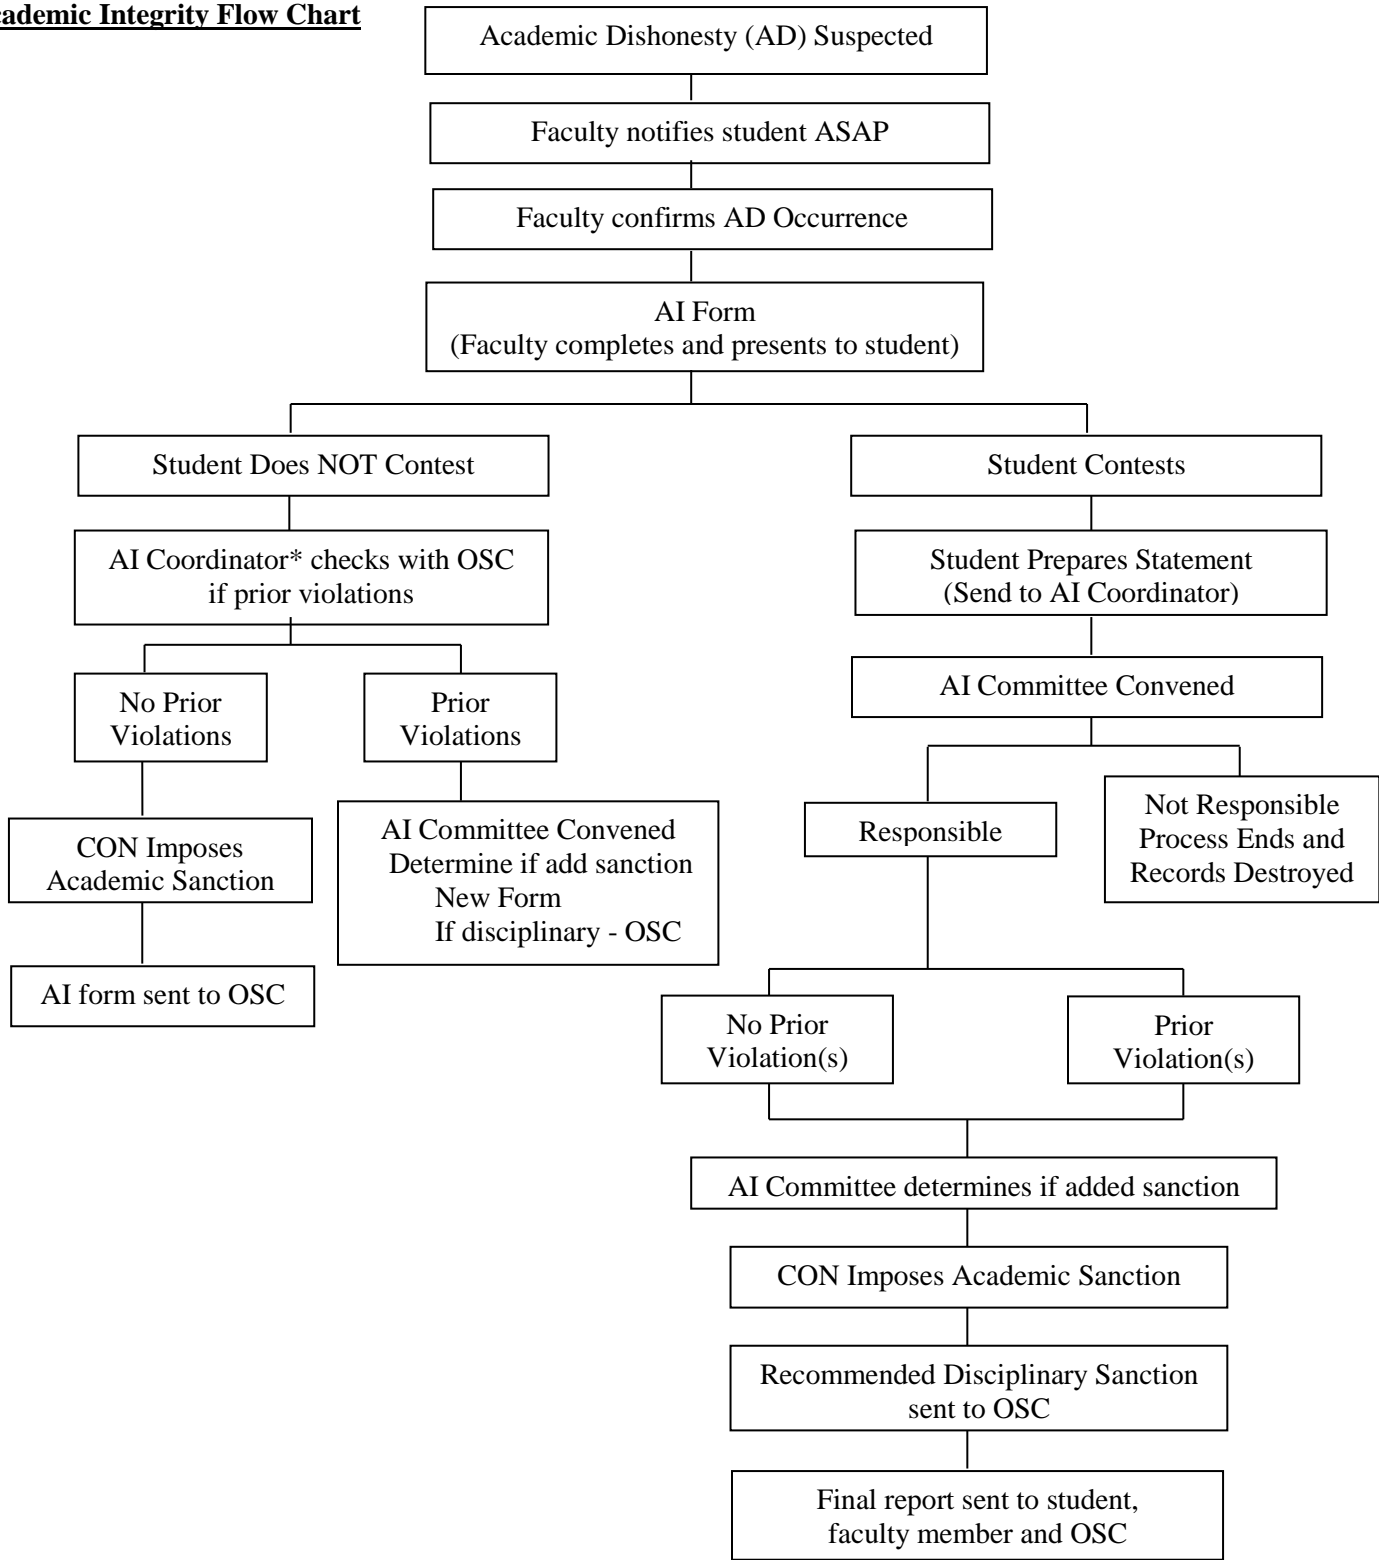 cademic Integrity Flow Chart
Academic Dishonesty (AD) Suspected
Faculty notifies student ASAP
Faculty confirms AD Occurrence
AI Form
(Faculty completes and presents to student)
Student Does NOT Contest
Student Contests
AI Coordinator* checks with OSC
if prior violations
Student Prepares Statement
(Send to AI Coordinator)
No Prior
Violations
Prior
Violations
AI Committee Convened
CON Imposes
Academic Sanction
AI Committee Convened
Determine if add sanction
New Form
If disciplinary - OSC
Responsible
Not Responsible
Process Ends and
Records Destroyed
AI form sent to OSC
No Prior
Violation(s)
Prior
Violation(s)
AI Committee determines if added sanction
CON Imposes Academic Sanction
Recommended Disciplinary Sanction
sent to OSC
Final report sent to student,
faculty member and OSC